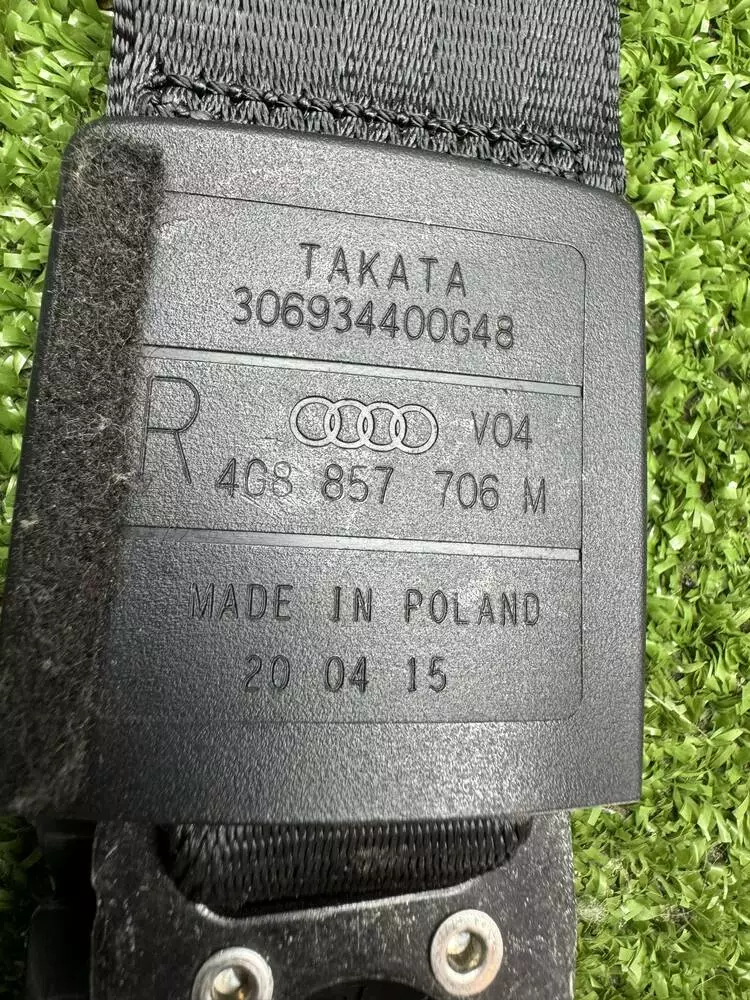 TAKATA
306934400G48
R V04
4G8 857 706 M
MADE IN POLAND
20 04 15